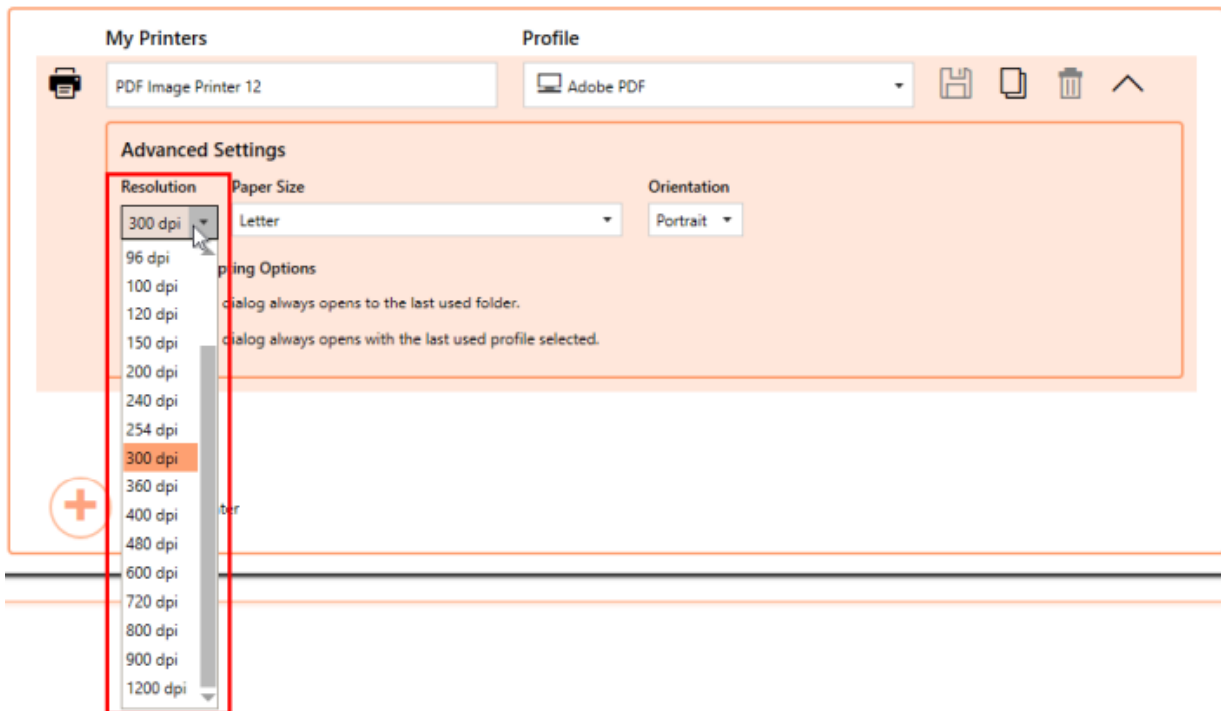 My Printers Profile
PDF Image Printer 12 Adobe PDF
Advanced Settings
Resolution Paper Size Orientation
300 dpi Letter Portrait
96 dpi
pting Options
100 dpi
dialog always opens to the last used folder.
120 dpi
150 dpi
dialog always opens with the last used profile selected.
200 dpi
240 dpi
254 dpi
300 dpi
360 dpi
400 dpi
480 dpi
600 dpi
720 dpi
800 dpi
900 dpi
1200 dpi